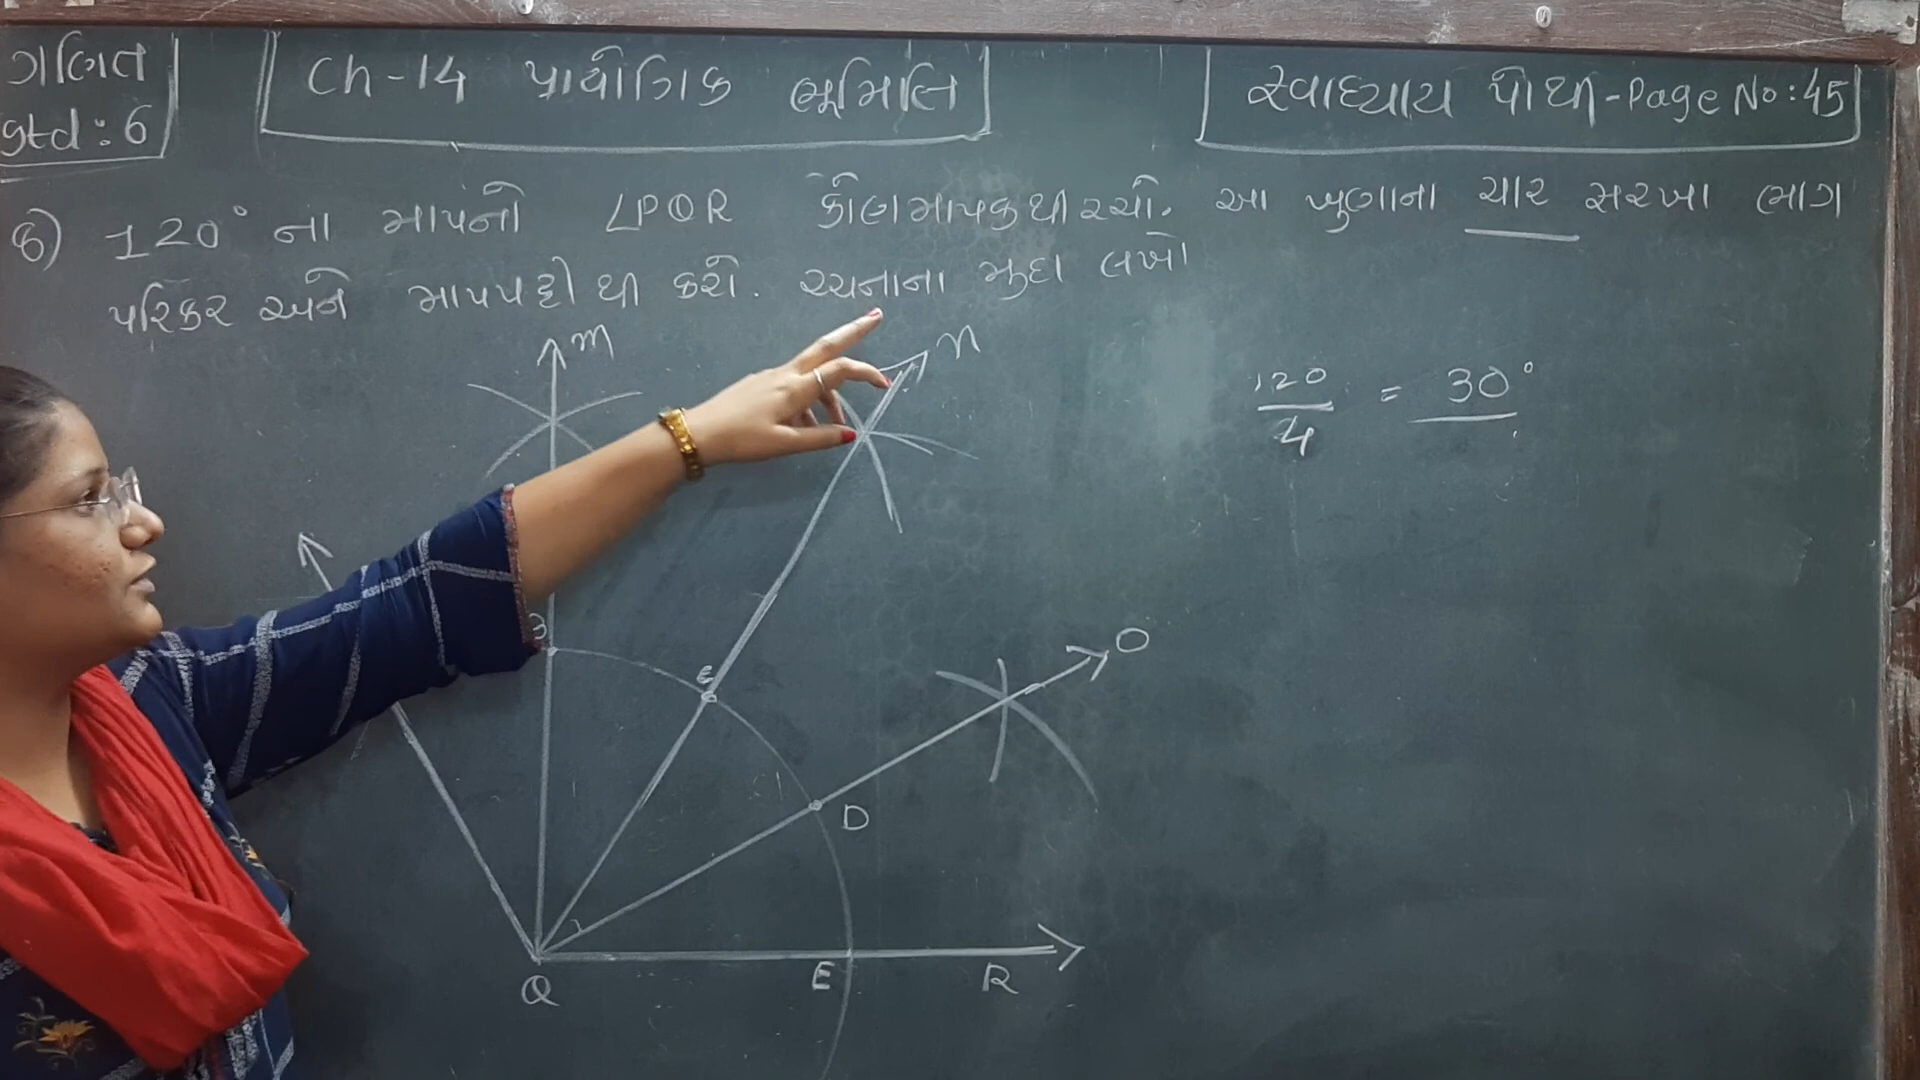 ગણિત
std : 6
Ch - 14 પ્રાયોગિક ભૂમિતિ
સ્વાધ્યાય પોથી - Page No : 45
6) 120° ના માપનો ∠PQR કોણમાપકથી રચો. આ ખુણાના ચાર સરખા ભાગ
પરિકર અને માપપટ્ટી થી કરો. રચનાના મુદ્દા લખો
m
n
120/4 = 30°
B
E
O
D
Q
E
R